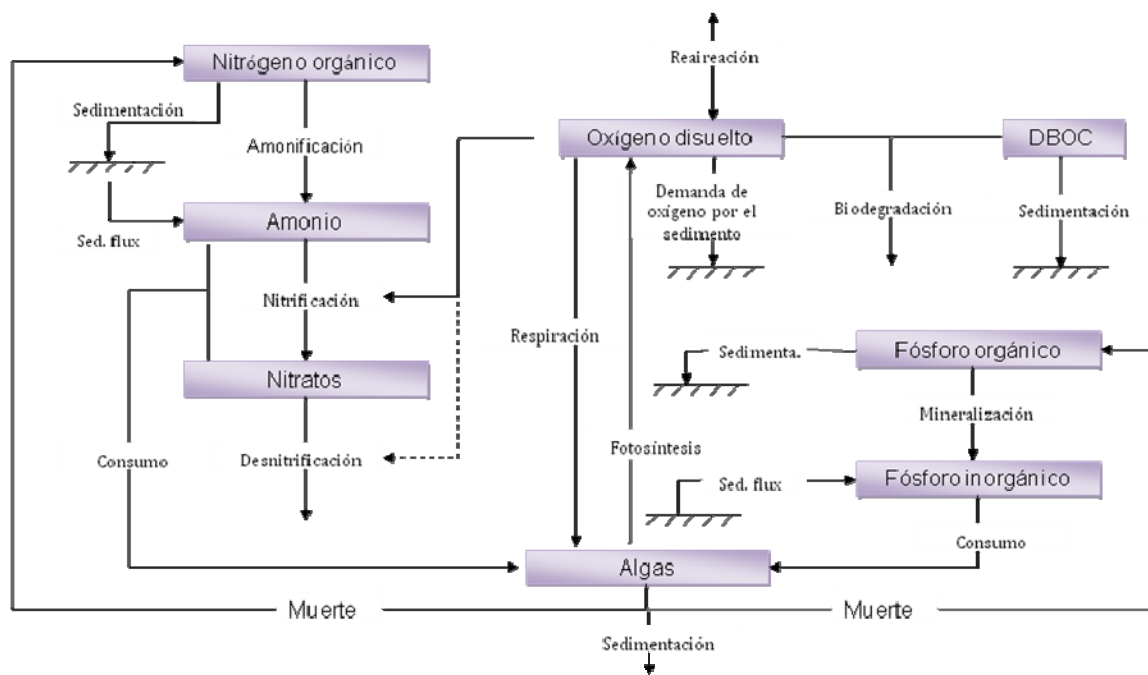 Nitrógeno orgánico
Sedimentación
Amonificación
Sed. flux
Amonio
Nitrificación
Nitratos
Consumo
Desnitrificación
Reaireación
Oxígeno disuelto
DBOC
Demanda de
oxígeno por el
sedimento
Biodegradación
Sedimentación
Respiración
Fotosíntesis
Sedimenta.
Fósforo orgánico
Mineralización
Sed. flux
Fósforo inorgánico
Consumo
Algas
Muerte
Muerte
Sedimentación